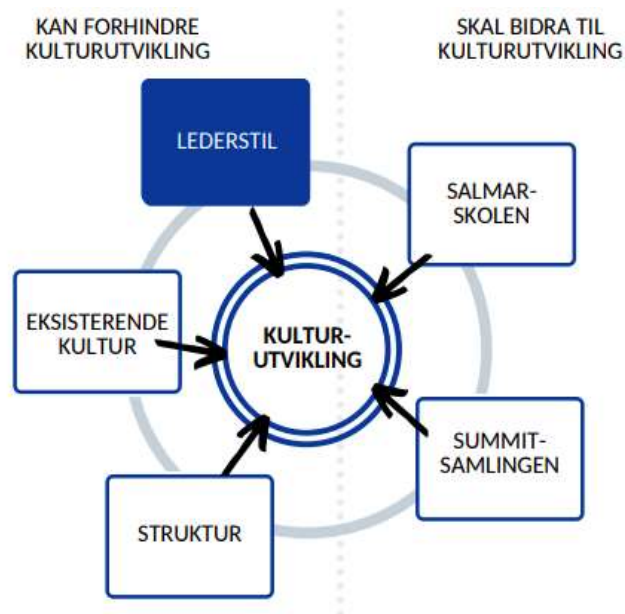 KAN FORHINDRE
KULTURUTVIKLING
SKAL BIDRA TIL
KULTURUTVIKLING
LEDERSTIL
SALMAR-
SKOLEN
EKSISTERENDE
KULTUR
KULTUR-
UTVIKLING
SUMMIT-
SAMLINGEN
STRUKTUR